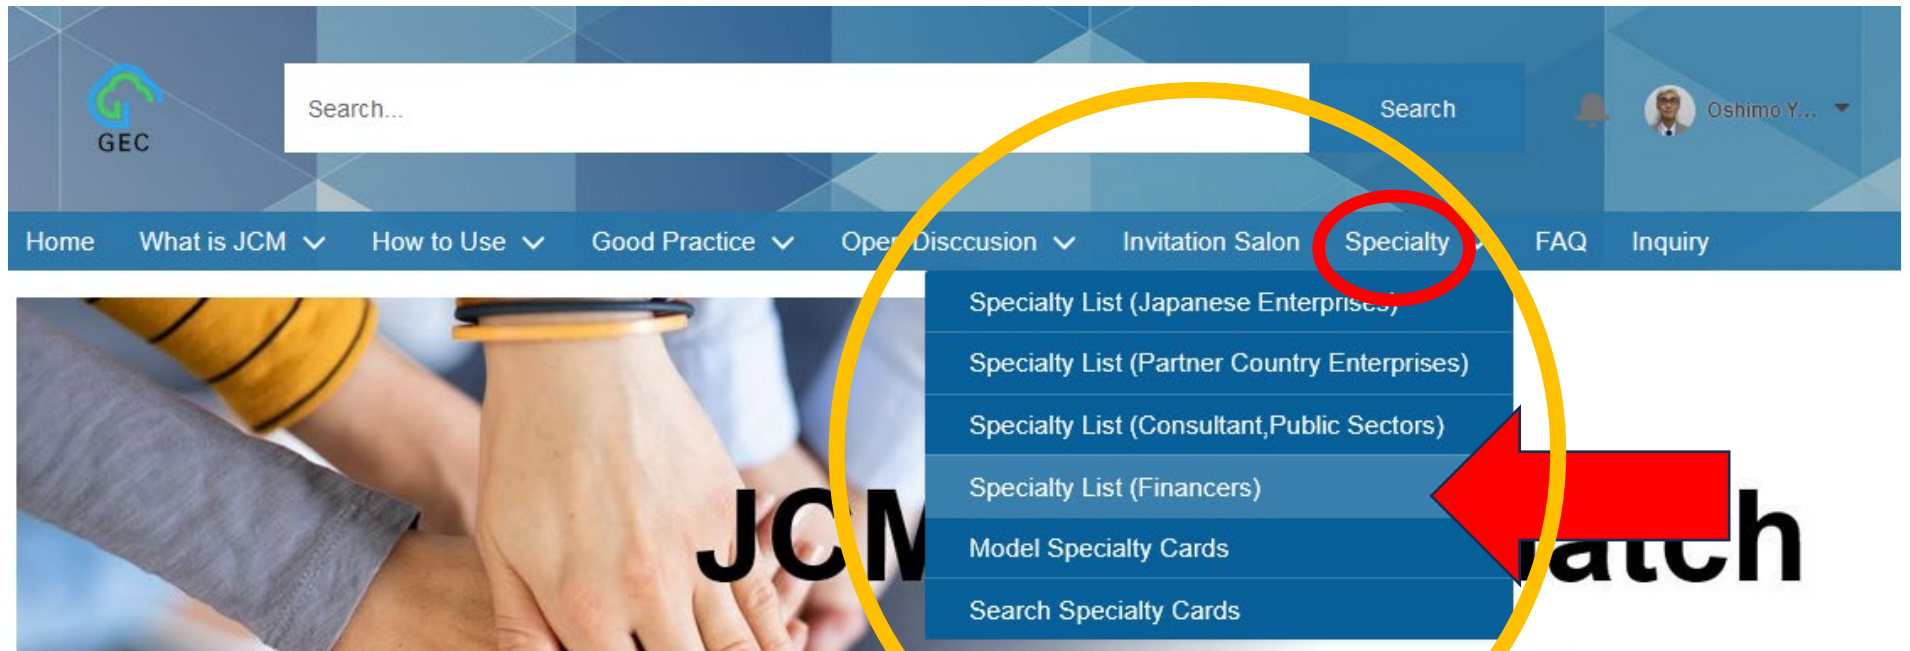 GEC
Search...
Search
Oshimo Y...
Home What is JCM How to Use Good Practice Open Disccusion Invitation Salon Specialty FAQ Inquiry
Specialty List (Japanese Enterprises)
Specialty List (Partner Country Enterprises)
Specialty List (Consultant,Public Sectors)
Specialty List (Financers)
Model Specialty Cards
Search Specialty Cards
JCM